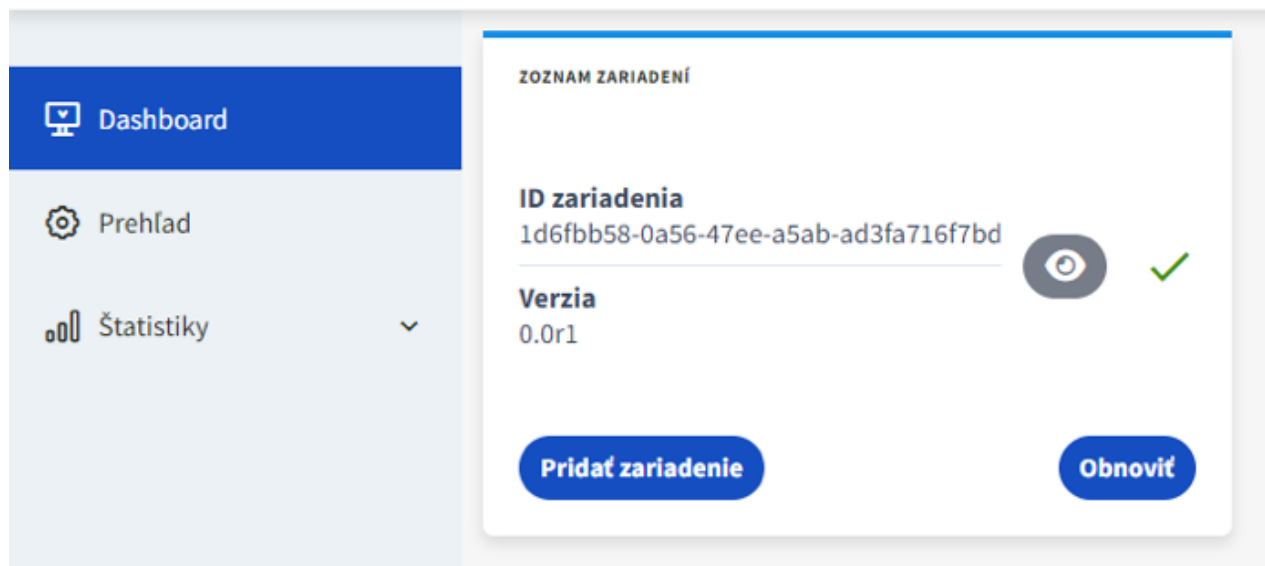 Dashboard
Prehľad
Štatistiky
ZOZNAM ZARIADENÍ
ID zariadenia
1d6fbb58-0a56-47ee-a5ab-ad3fa716f7bd
Verzia
0.0r1
Pridať zariadenie
Obnoviť